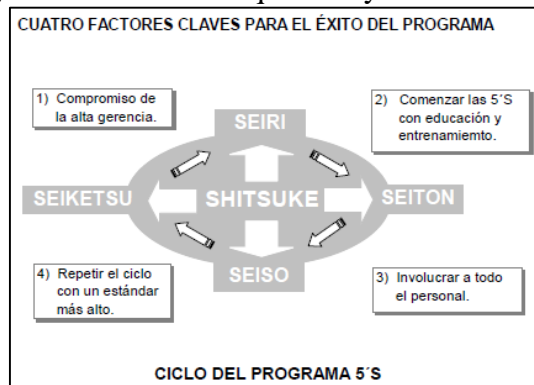 CUATRO FACTORES CLAVES PARA EL ÉXITO DEL PROGRAMA
1) Compromiso de
la alta gerencia.
2) Comenzar las 5´S
con educación y
entrenamiemto.
SEIRI
SEIKETSU
SHITSUKE
SEITON
SEISO
4) Repetir el ciclo
con un estándar
más alto.
3) Involucrar a todo
el personal.
CICLO DEL PROGRAMA 5´S